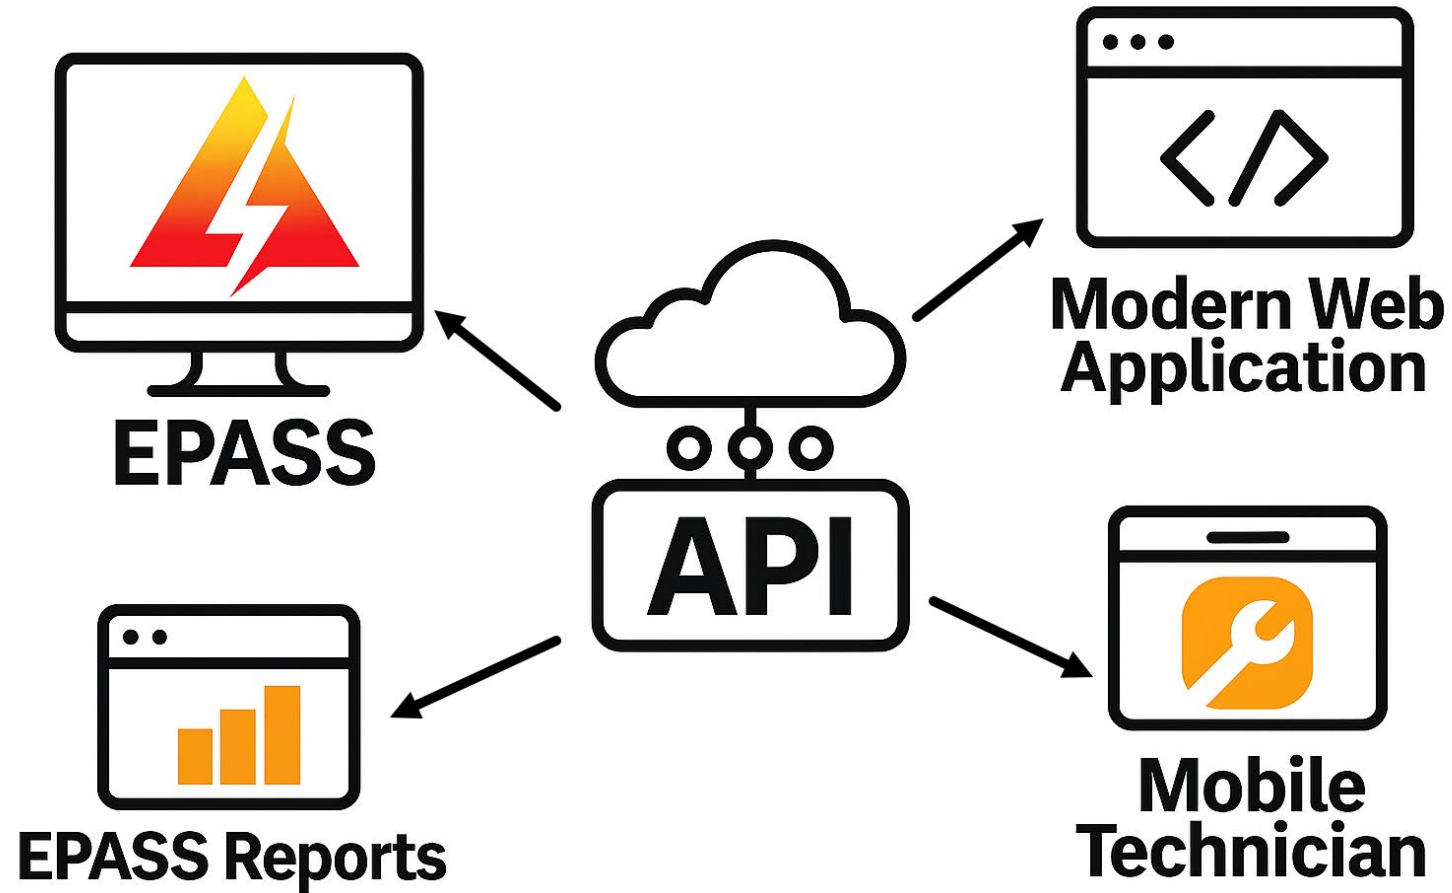 EPASS
Modern Web
Application
API
EPASS Reports
Mobile
Technician